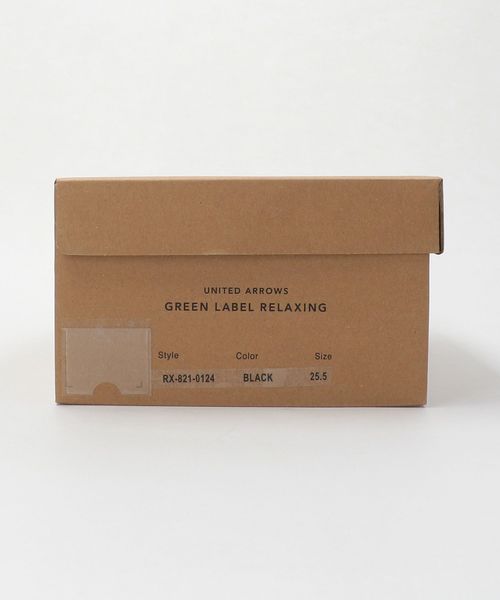 UNITED ARROWS
GREEN LABEL RELAXING
Style Color Size
RX-821-0124 BLACK 25.5